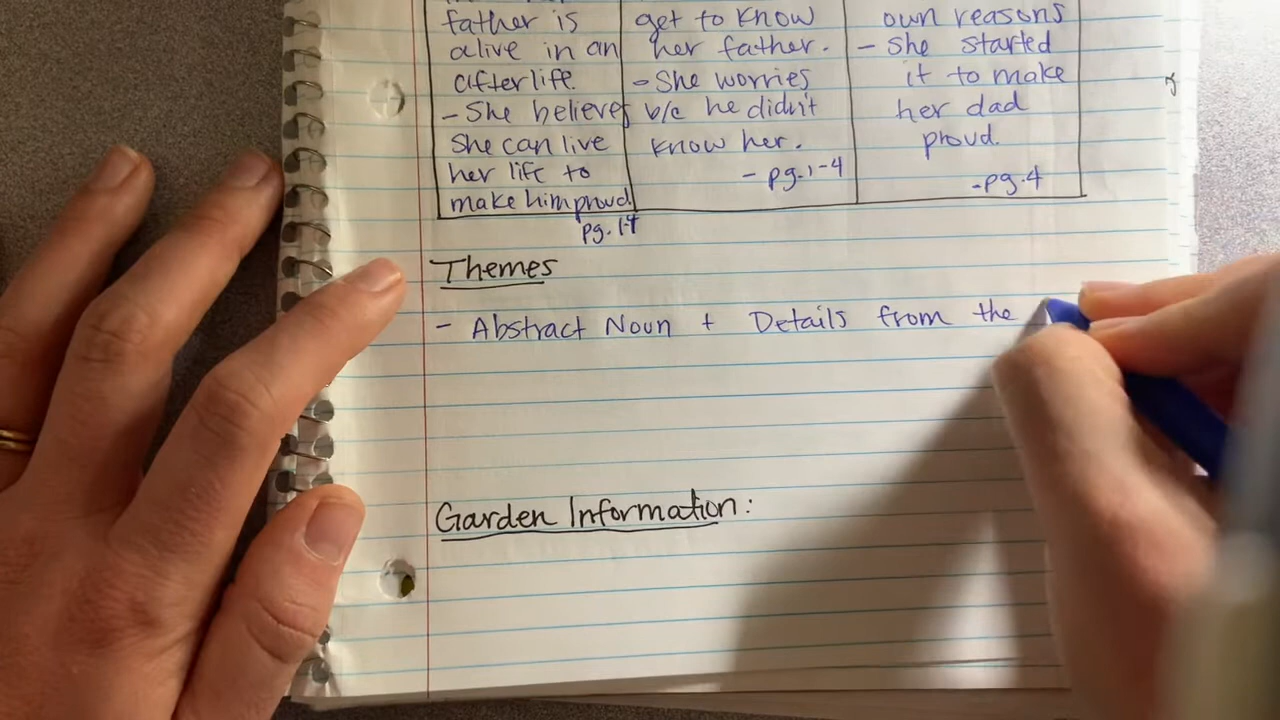 father is
alive in an
afterlife.
- She believes
She can live
her life to
make him proud.
pg. 1-4
get to know
her father.
- She worries
b/c he didn't
know her.
- pg. 1-4
own reasons
- She started
it to make
her dad
proud.
- pg. 4
Themes
- Abstract Noun + Details from the
Garden Information: